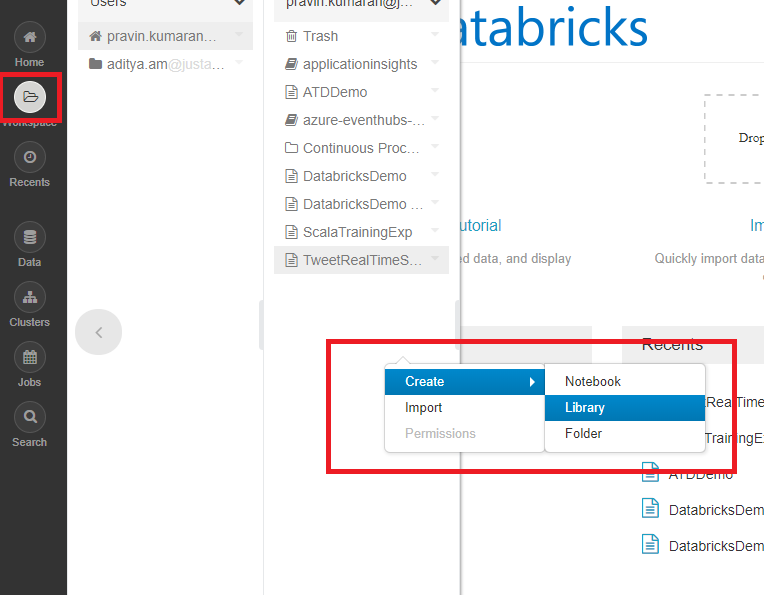 Home
Workspace
Recents
Data
Clusters
Jobs
Search
Users
pravin.kumaran...
aditya.am@justa...
pravin.kumaran@j...
Trash
applicationinsights
ATDDemo
azure-eventhubs-...
Continuous Proc...
DatabricksDemo
DatabricksDemo ...
ScalaTrainingExp
TweetRealTimeS...
atabricks
Drop
utorial
ed data, and display
Im
Quickly import data
Recents
tRealTime
TrainingEx
ATDDemo
DatabricksDem
DatabricksDem
Create
Import
Permissions
Notebook
Library
Folder